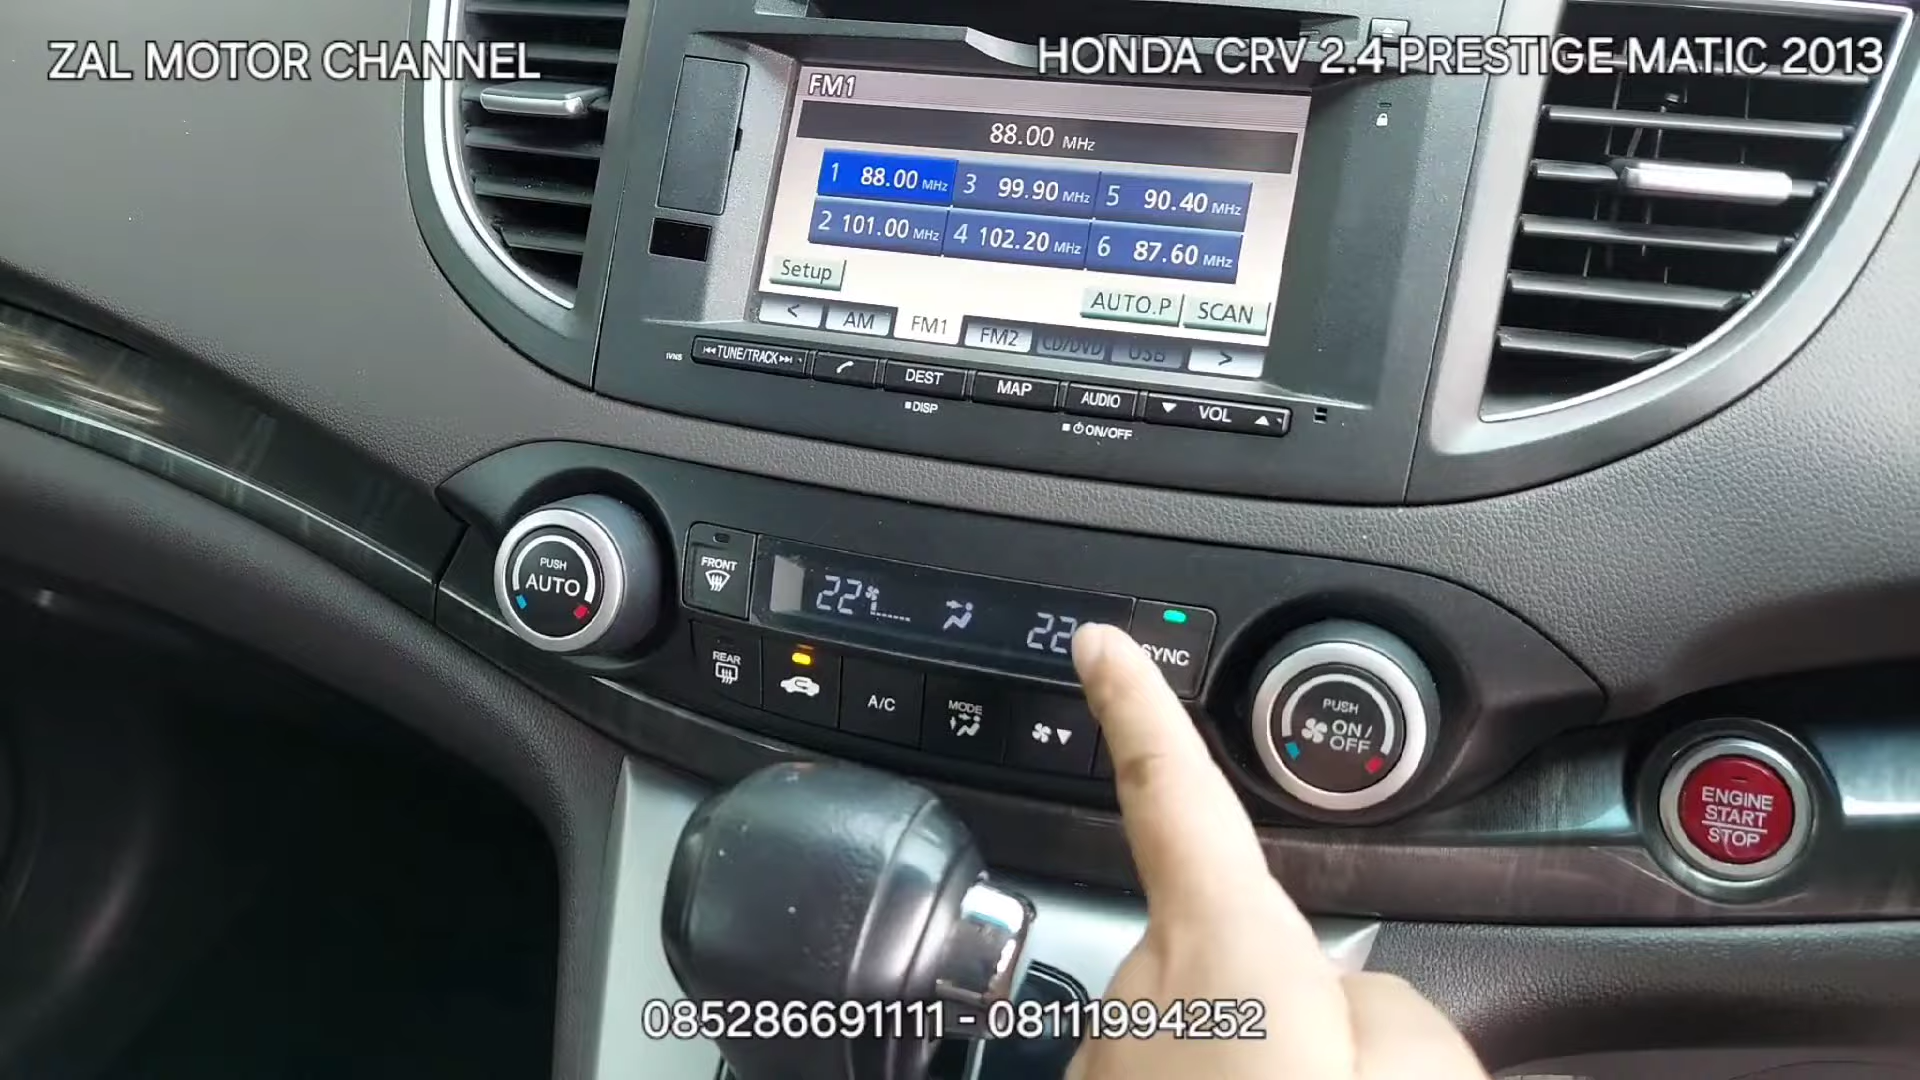 ZAL MOTOR CHANNEL
HONDA CRV 2.4 PRESTIGE MATIC 2013
FM1
88.00 MHz
1 88.00 MHz 3 99.90 MHz 5 90.40 MHz
2 101.00 MHz 4 102.20 MHz 6 87.60 MHz
Setup
AUTO.P SCAN
< AM FM1 FM2 CD/DVD USB >
TUNE/TRACK DEST MAP AUDIO VOL
DISP
ON/OFF
PUSH
AUTO
FRONT
22 22
SYNC
REAR
A/C
MODE
PUSH
ON/
OFF
ENGINE
START
STOP
085286691111 - 08111994252